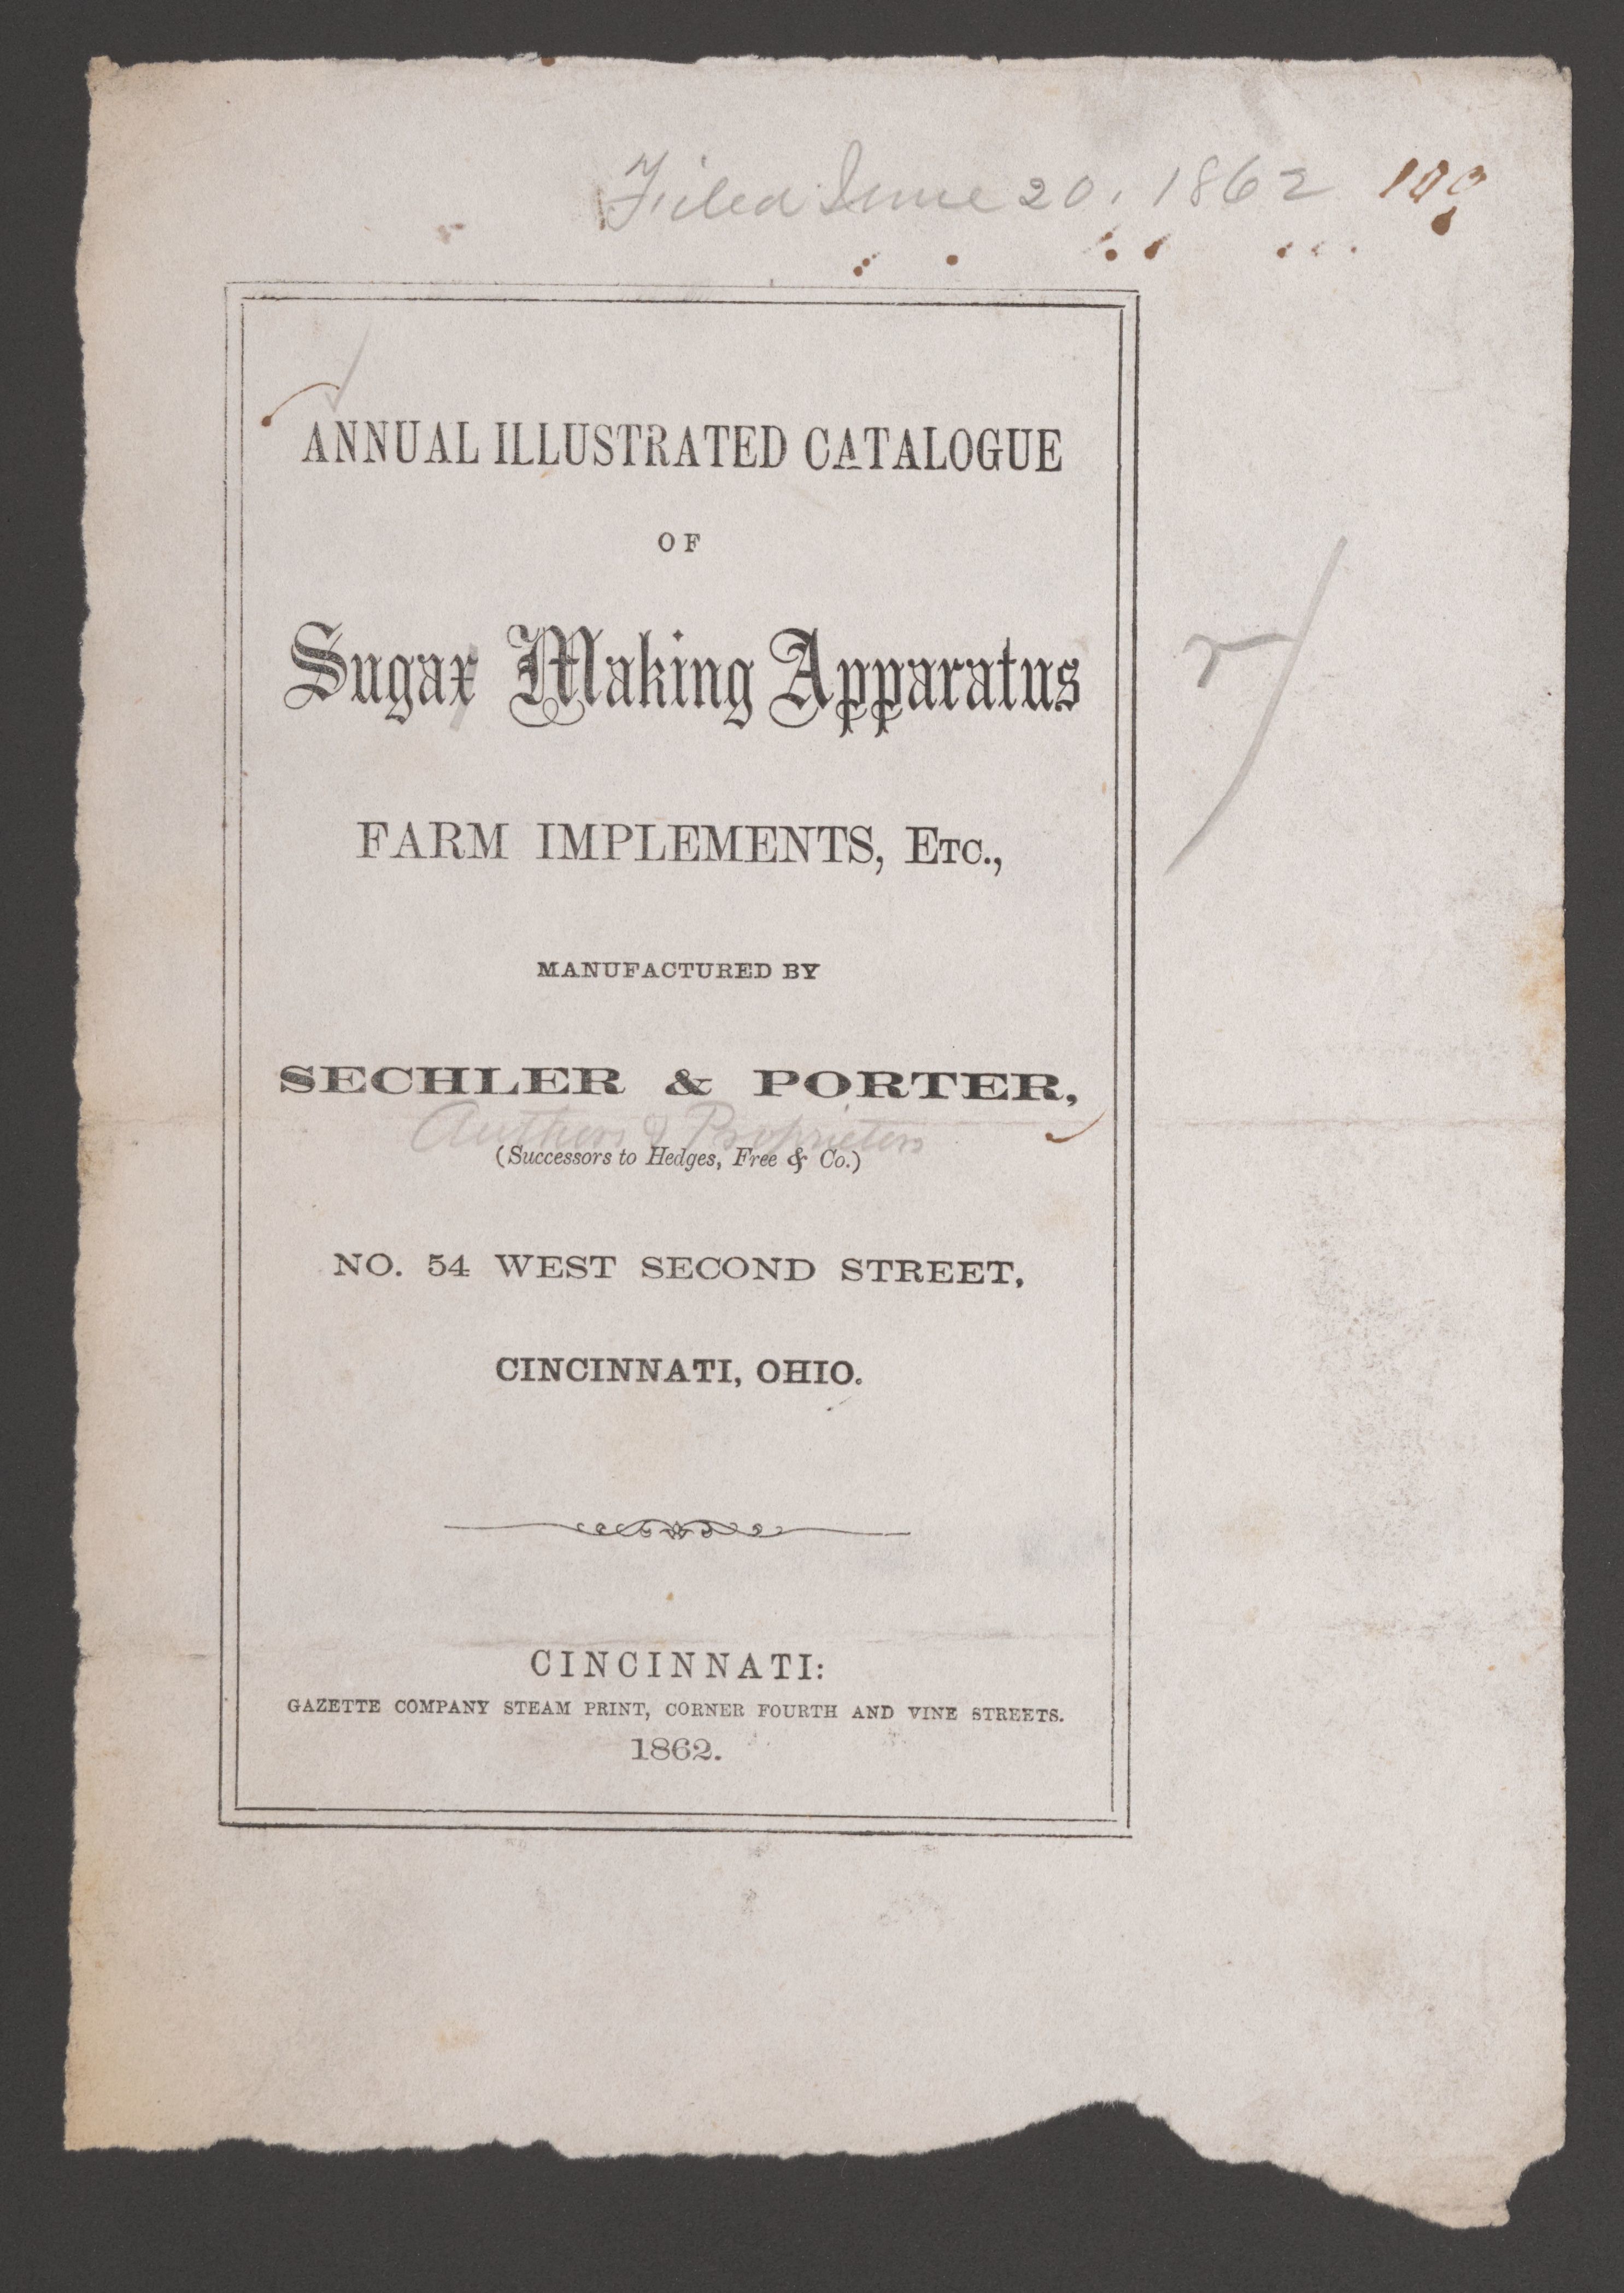 Filed June 20, 1862 109
ANNUAL ILLUSTRATED CATALOGUE
OF
Sugar Making Apparatus
FARM IMPLEMENTS, ETC.,
MANUFACTURED BY
SECHLER & PORTER,
Authors & Proprietors
(Successors to Hedges, Free & Co.)
NO. 54 WEST SECOND STREET,
CINCINNATI, OHIO.
CINCINNATI:
GAZETTE COMPANY STEAM PRINT, CORNER FOURTH AND VINE STREETS.
1862.